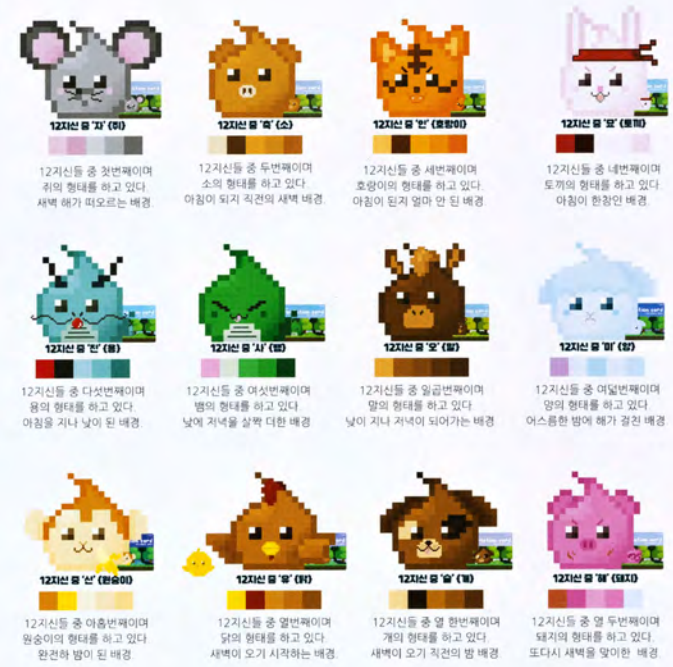 12지신 중 '자' {쥐}
12지신들 중 첫번째이며
쥐의 형태를 하고 있다.
새벽 해가 떠오르는 배경.
12지신 중 '축' {소}
12지신들 중 두번째이며
소의 형태를 하고 있다.
아침이 되지 직전의 새벽 배경.
12지신 중 '인' {호랑이}
12지신들 중 세번째이며
호랑이의 형태를 하고 있다.
아침이 된지 얼마 안 된 배경.
12지신 중 '묘' {토끼}
12지신들 중 네번째이며
토끼의 형태를 하고 있다.
아침이 한창인 배경.
12지신 중 '진' {용}
12지신들 중 다섯번째이며
용의 형태를 하고 있다.
아침을 지나 낮이 된 배경.
12지신 중 '사' {뱀}
12지신들 중 여섯번째이며
뱀의 형태를 하고 있다.
낮에 저녁을 살짝 더한 배경.
12지신 중 '오' {말}
12지신들 중 일곱번째이며
말의 형태를 하고 있다.
낮이 지나 저녁이 되어가는 배경.
12지신 중 '미' {양}
12지신들 중 여덟번째이며
양의 형태를 하고 있다.
어스름한 밤에 해가 걸친 배경.
12지신 중 '신' {원숭이}
12지신들 중 아홉번째이며
원숭이의 형태를 하고 있다.
완전하 밤이 된 배경.
12지신 중 '유' {닭}
12지신들 중 열번째이며
닭의 형태를 하고 있다.
새벽이 오기 시작하는 배경.
12지신 중 '술' {개}
12지신들 중 열 한번째이며
개의 형태를 하고 있다.
새벽이 오기 직전의 밤 배경.
12지신 중 '해' {돼지}
12지신들 중 열 두번째이며
돼지의 형태를 하고 있다.
또다시 새벽을 맞이한 배경.